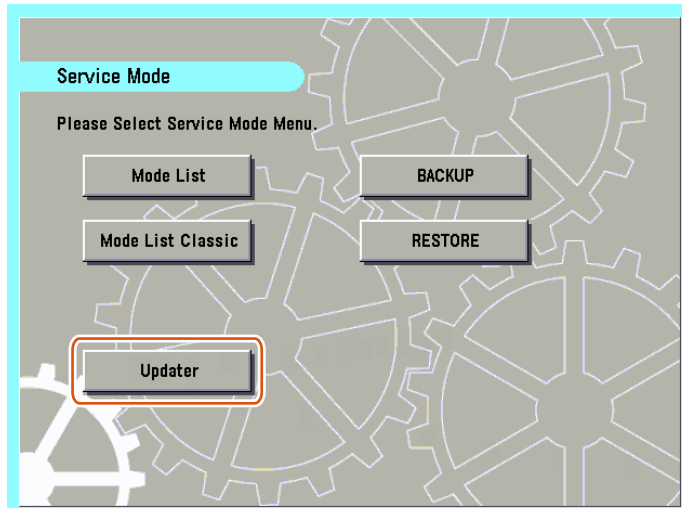 Service Mode
Please Select Service Mode Menu.
Mode List
BACKUP
Mode List Classic
RESTORE
Updater